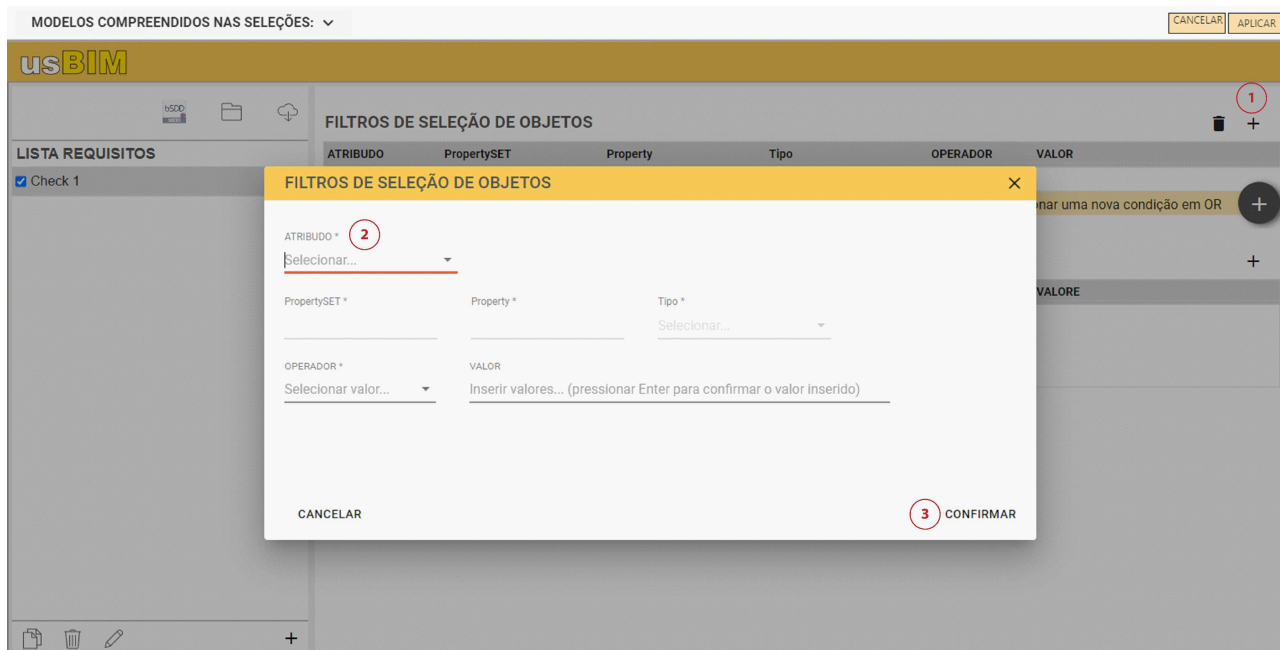 MODELOS COMPREENDIDOS NAS SELEÇÕES:
CANCELAR APLICAR
usBIM
bSDD
1
FILTROS DE SELEÇÃO DE OBJETOS
LISTA REQUISITOS
ATRIBUDO PropertySET Property Tipo OPERADOR VALOR
Check 1
FILTROS DE SELEÇÃO DE OBJETOS
nar uma nova condição em OR
ATRIBUDO * 2
Selecionar...
VALORE
PropertySET * Property * Tipo *
Selecionar...
OPERADOR * VALOR
Selecionar valor... Inserir valores... (pressionar Enter para confirmar o valor inserido)
CANCELAR 3 CONFIRMAR